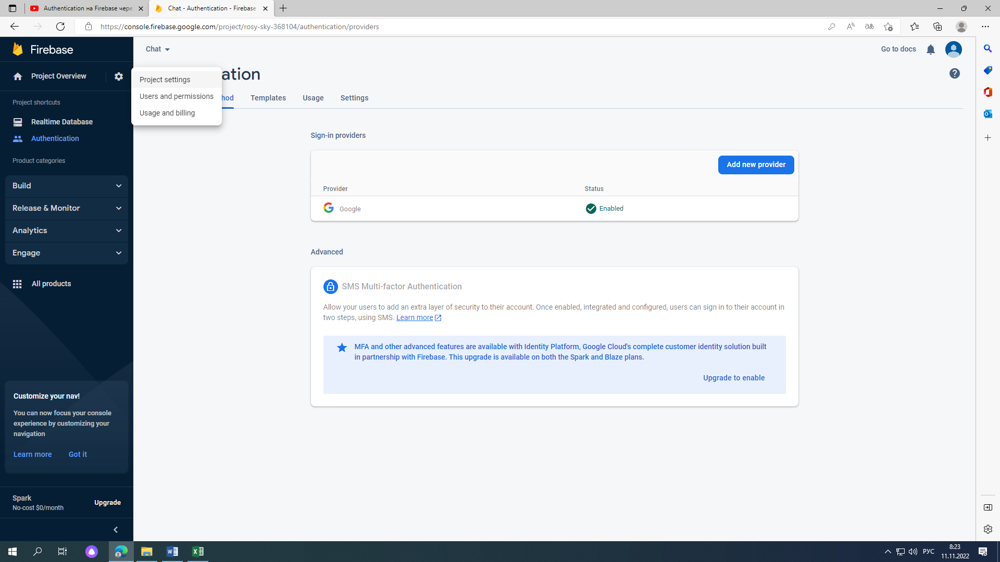 Authentication на Firebase чере
Chat - Authentication - Firebase
https://console.firebase.google.com/project/rosy-sky-368104/authentication/providers
Firebase
Chat
Go to docs
Project Overview
ation
Project settings
Users and permissions
Usage and billing
hod
Templates
Usage
Settings
Project shortcuts
Realtime Database
Authentication
Product categories
Build
Release & Monitor
Analytics
Engage
All products
Sign-in providers
Add new provider
Provider
Status
Google
Enabled
Advanced
SMS Multi-factor Authentication
Allow your users to add an extra layer of security to their account. Once enabled, integrated and configured, users can sign in to their account in
two steps, using SMS. Learn more
MFA and other advanced features are available with Identity Platform, Google Cloud's complete customer identity solution built
in partnership with Firebase. This upgrade is available on both the Spark and Blaze plans.
Upgrade to enable
Customize your nav!
You can now focus your console
experience by customizing your
navigation
Learn more
Got it
Spark
No-cost $0/month
Upgrade
РУС
8:23
11.11.2022